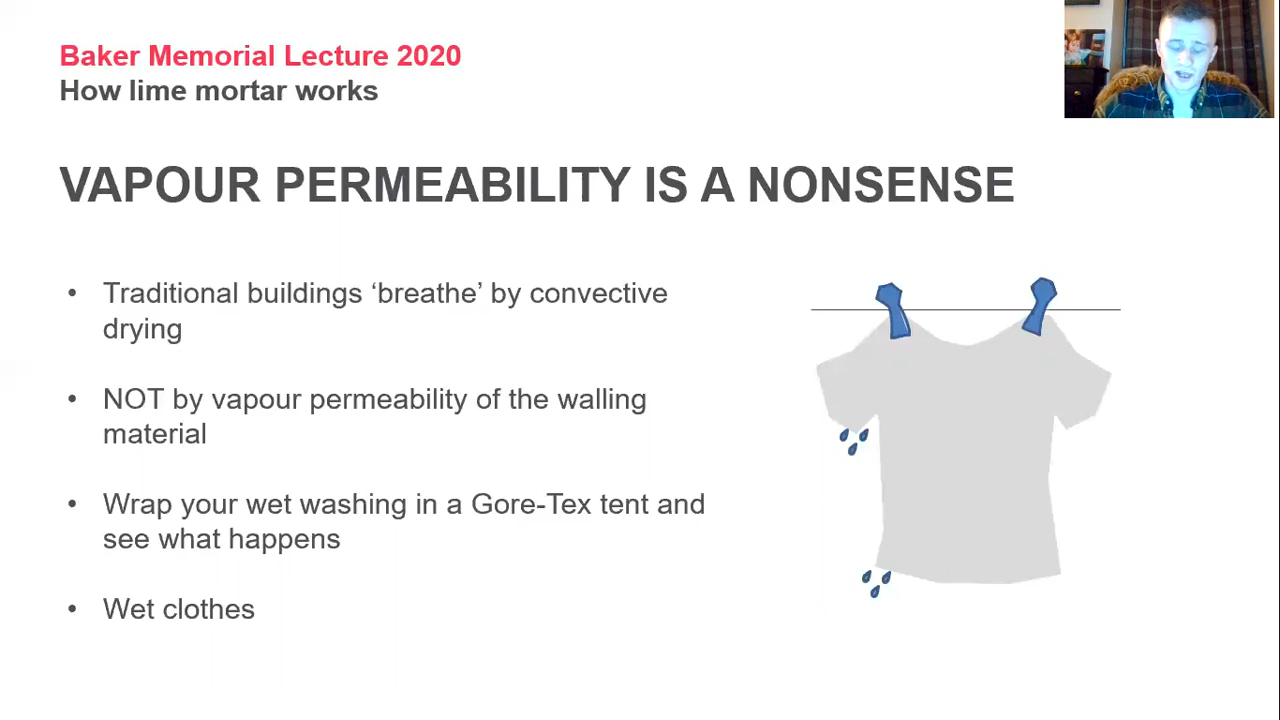 Baker Memorial Lecture 2020
How lime mortar works
VAPOUR PERMEABILITY IS A NONSENSE
• Traditional buildings ‘breathe’ by convective
drying
• NOT by vapour permeability of the walling
material
• Wrap your wet washing in a Gore-Tex tent and
see what happens
• Wet clothes